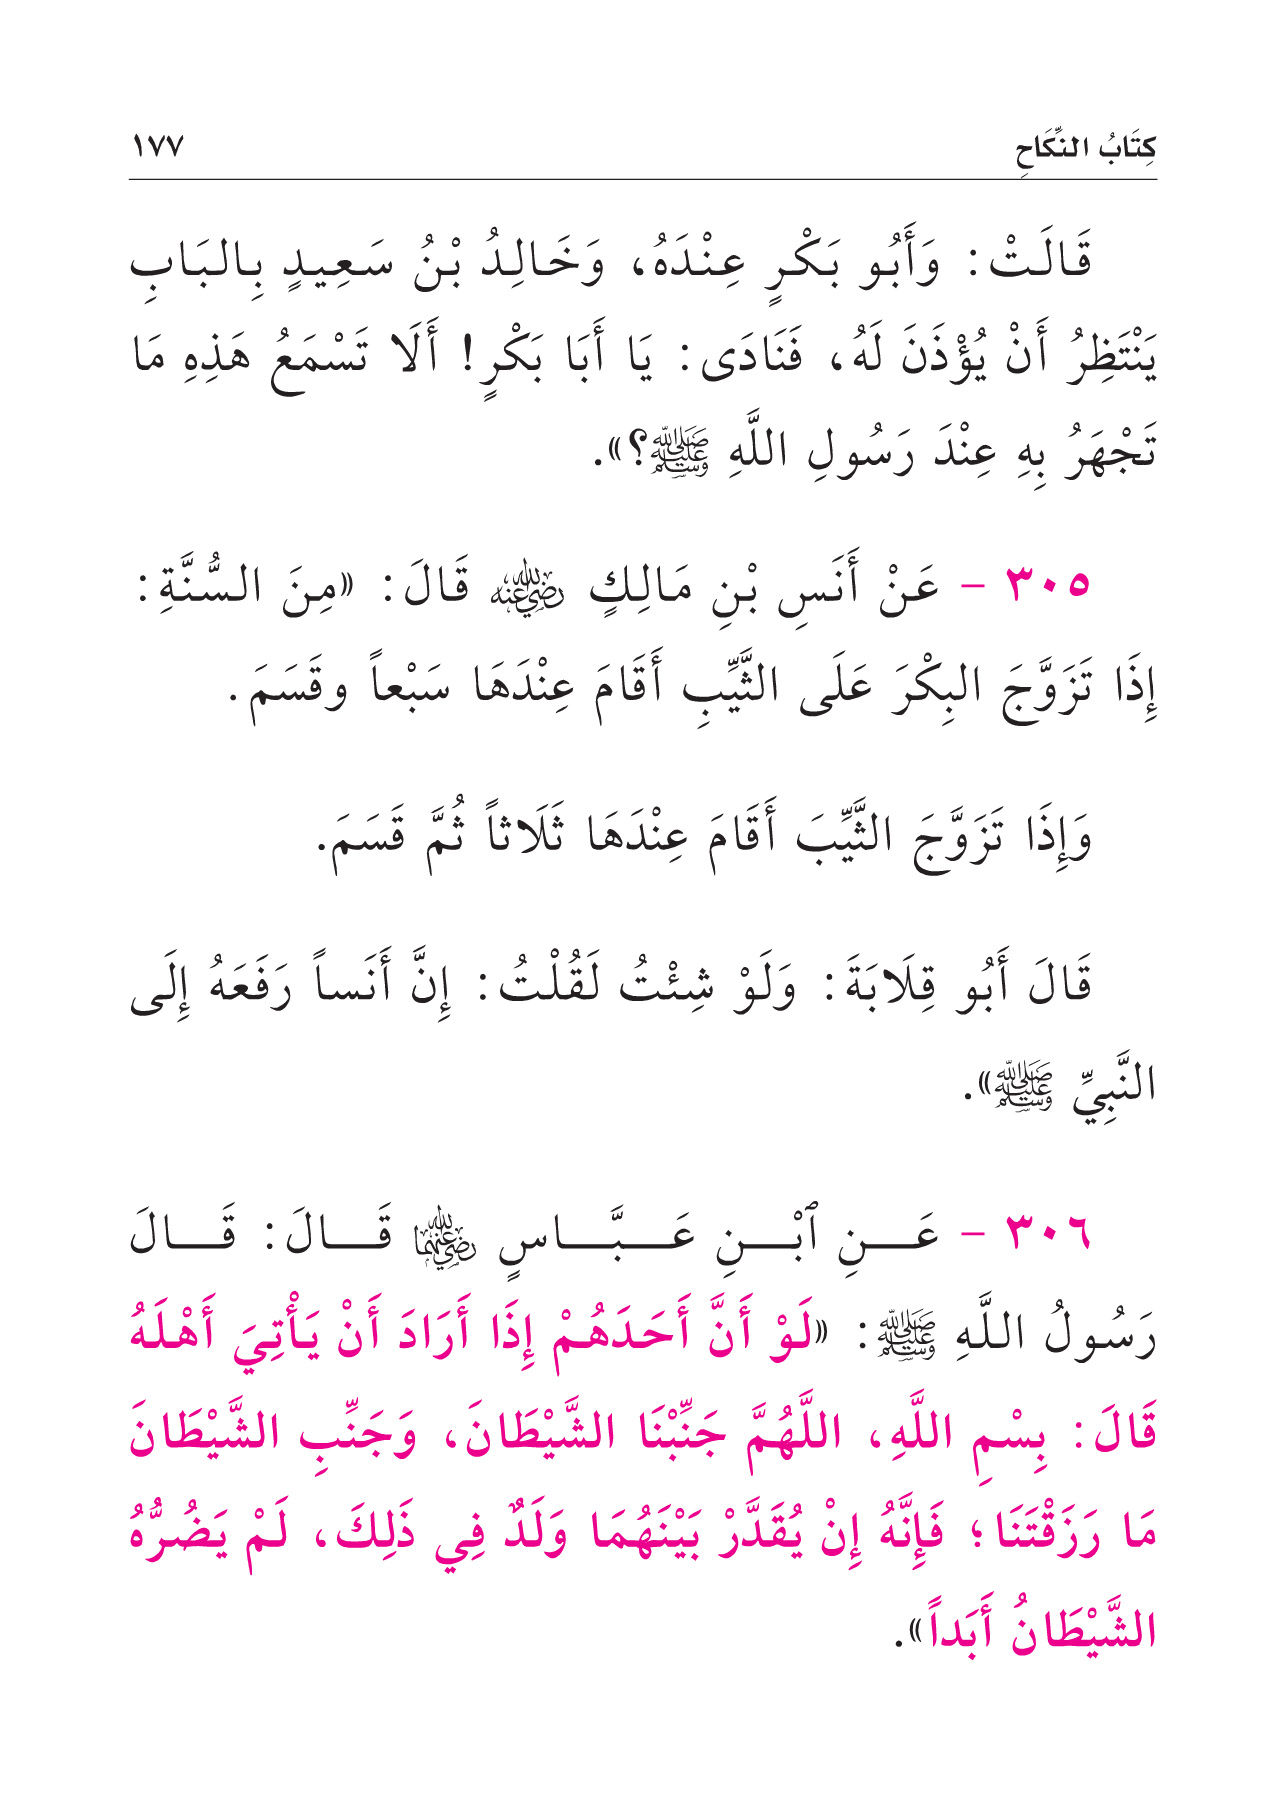 كِتَابُ النِّكَاحِ ١٧٧
قَالَتْ: وَأَبُو بَكْرٍ عِنْدَهُ، وَخَالِدُ بْنُ سَعِيدٍ بِالبَابِ
يَنْتَظِرُ أَنْ يُؤْذَنَ لَهُ، فَنَادَى: يَا أَبَا بَكْرٍ! أَلَا تَسْمَعُ هَذِهِ مَا
تَجْهَرُ بِهِ عِنْدَ رَسُولِ اللَّهِ ﷺ؟».
٣٠٥ - عَنْ أَنَسِ بْنِ مَالِكٍ رضي الله عنه قَالَ: «مِنَ السُّنَّةِ:
إِذَا تَزَوَّجَ البِكْرَ عَلَى الثَّيِّبِ أَقَامَ عِنْدَهَا سَبْعاً وقَسَمَ.
وَإِذَا تَزَوَّجَ الثَّيِّبَ أَقَامَ عِنْدَهَا ثَلَاثاً ثُمَّ قَسَمَ.
قَالَ أَبُو قِلَابَةَ: وَلَوْ شِئْتُ لَقُلْتُ: إِنَّ أَنَساً رَفَعَهُ إِلَى
النَّبِيِّ ﷺ».
٣٠٦ - عَنِ ٱبْنِ عَبَّاسٍ رضي الله عنهما قَالَ: قَالَ
رَسُولُ اللَّهِ ﷺ: «لَوْ أَنَّ أَحَدَهُمْ إِذَا أَرَادَ أَنْ يَأْتِيَ أَهْلَهُ
قَالَ: بِسْمِ اللَّهِ، اللَّهُمَّ جَنِّبْنَا الشَّيْطَانَ، وَجَنِّبِ الشَّيْطَانَ
مَا رَزَقْتَنَا؛ فَإِنَّهُ إِنْ يُقَدَّرْ بَيْنَهُمَا وَلَدٌ فِي ذَلِكَ، لَمْ يَضُرُّهُ
الشَّيْطَانُ أَبَداً».